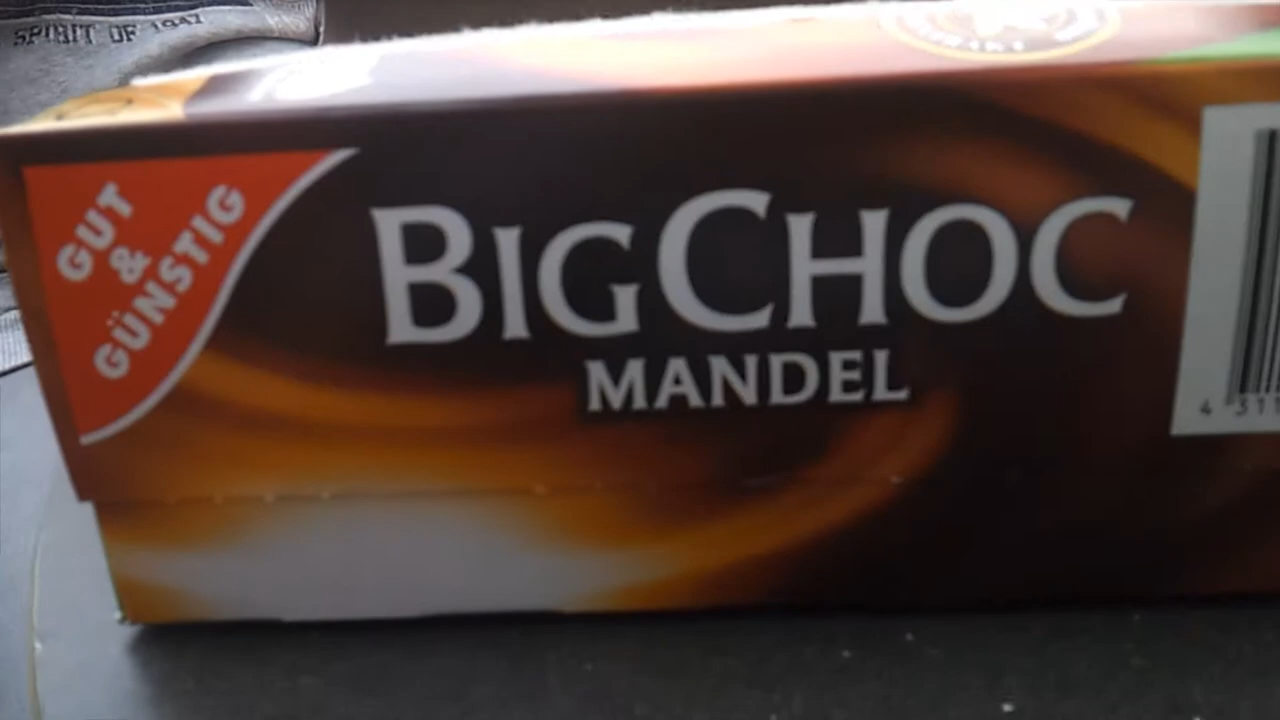 SPIRIT OF 1947
GUT
&
GÜNSTIG
BIGCHOC
MANDEL